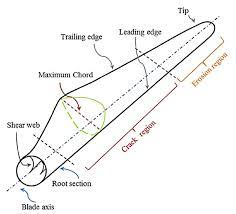 Tip
Trailing edge
Leading edge
Maximum Chord
Erosion region
Shear web
Crack region
Root section
Blade axis